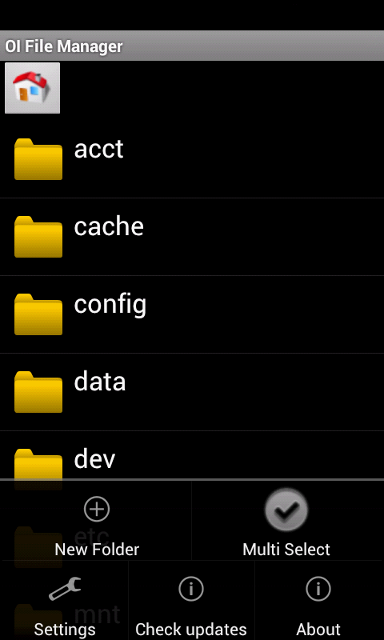 OI File Manager
acct
cache
config
data
dev
etc
New Folder
Multi Select
mnt
Settings
Check updates
About